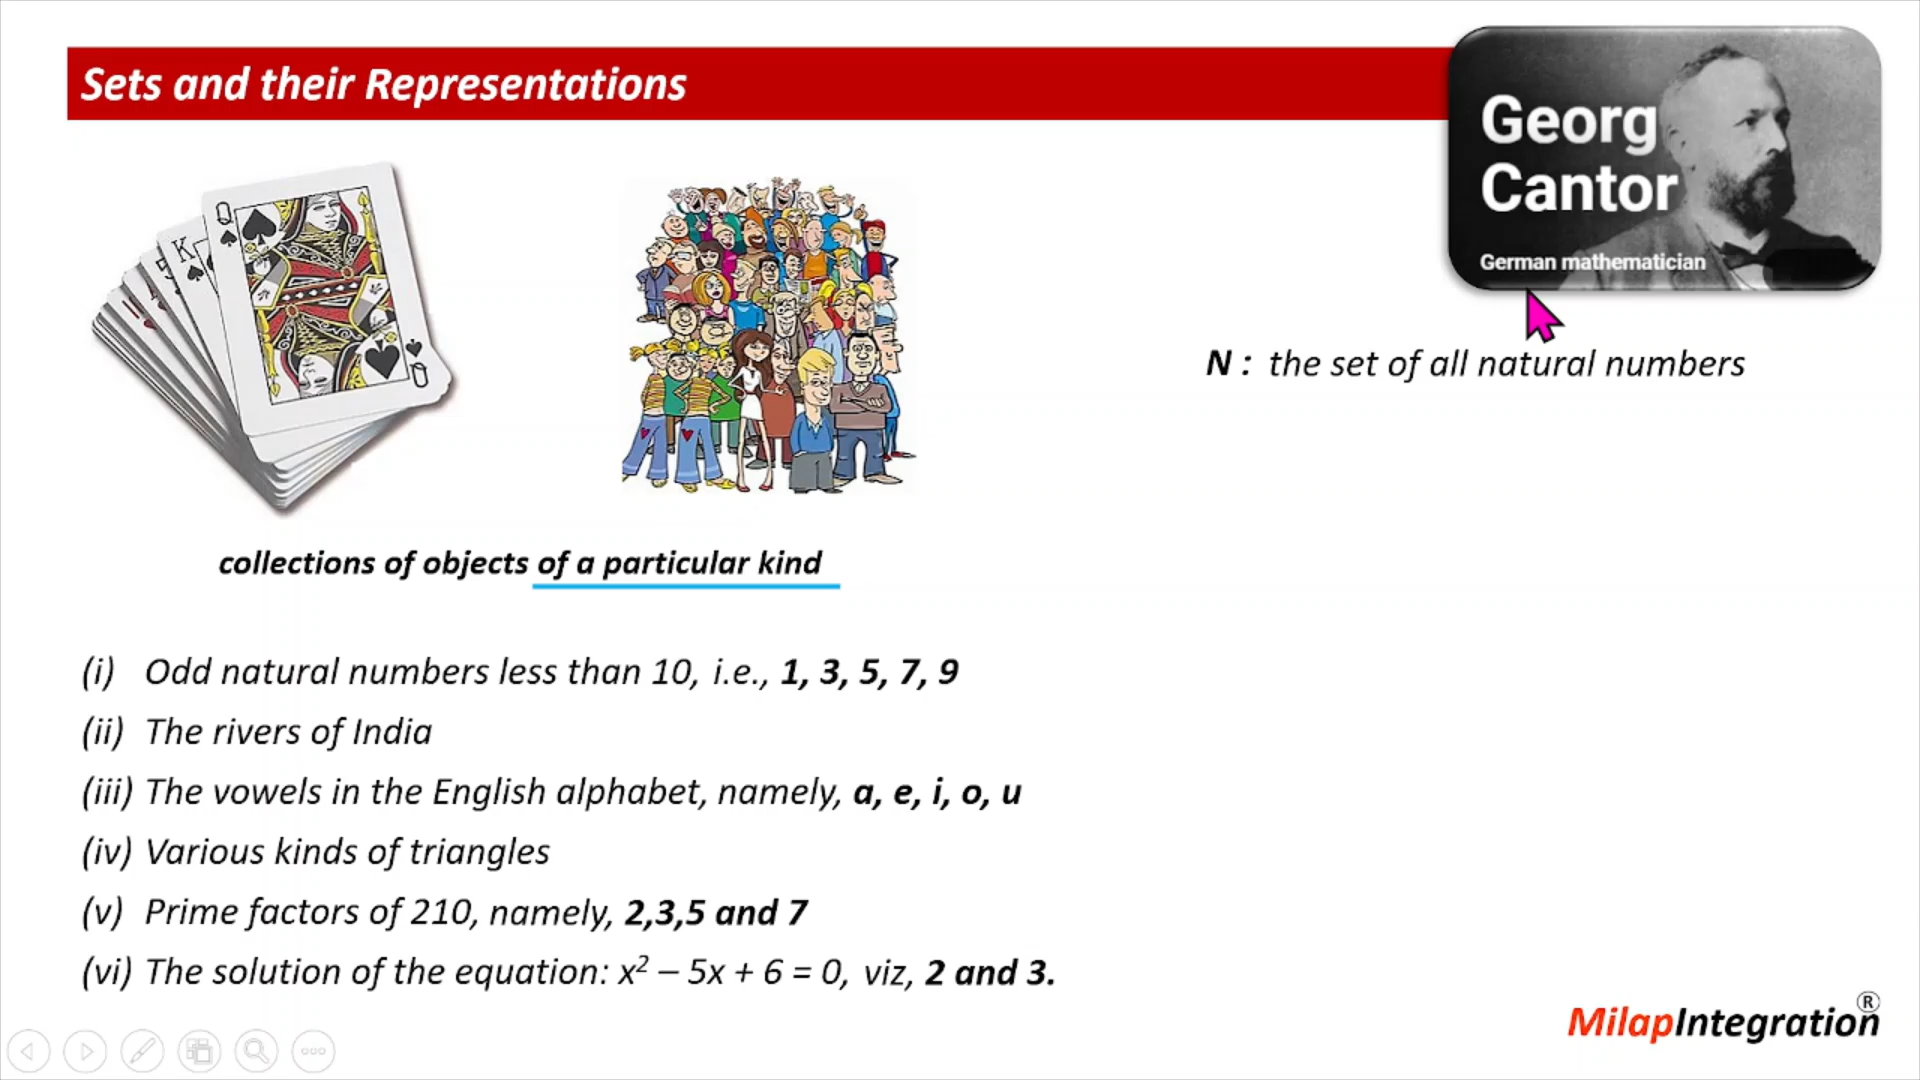 Sets and their Representations
Georg
Cantor
German mathematician
N : the set of all natural numbers
Q
K
Q
collections of objects of a particular kind
(i) Odd natural numbers less than 10, i.e., 1, 3, 5, 7, 9
(ii) The rivers of India
(iii) The vowels in the English alphabet, namely, a, e, i, o, u
(iv) Various kinds of triangles
(v) Prime factors of 210, namely, 2,3,5 and 7
(vi) The solution of the equation: x² – 5x + 6 = 0, viz, 2 and 3.
MilapIntegration®